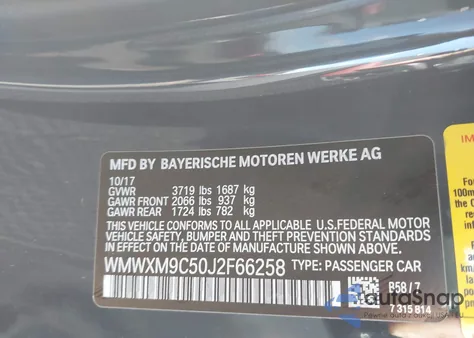 MFD BY BAYERISCHE MOTOREN WERKE AG
10/17
GVWR 3719 lbs 1687 kg
GAWR FRONT 2066 lbs 937 kg
GAWR REAR 1724 lbs 782 kg
THIS VEHICLE CONFORMS TO ALL APPLICABLE
U.S. FEDERAL MOTOR
VEHICLE SAFETY AND THEFT PREVENTION STANDARDS
IN EFFECT ON THE DATE OF MANUFACTURE SHOWN ABOVE.
WMWXM9C50J2F66258 TYPE: PASSENGER CAR
P58/7
7 315 814
AutoSnap
100m